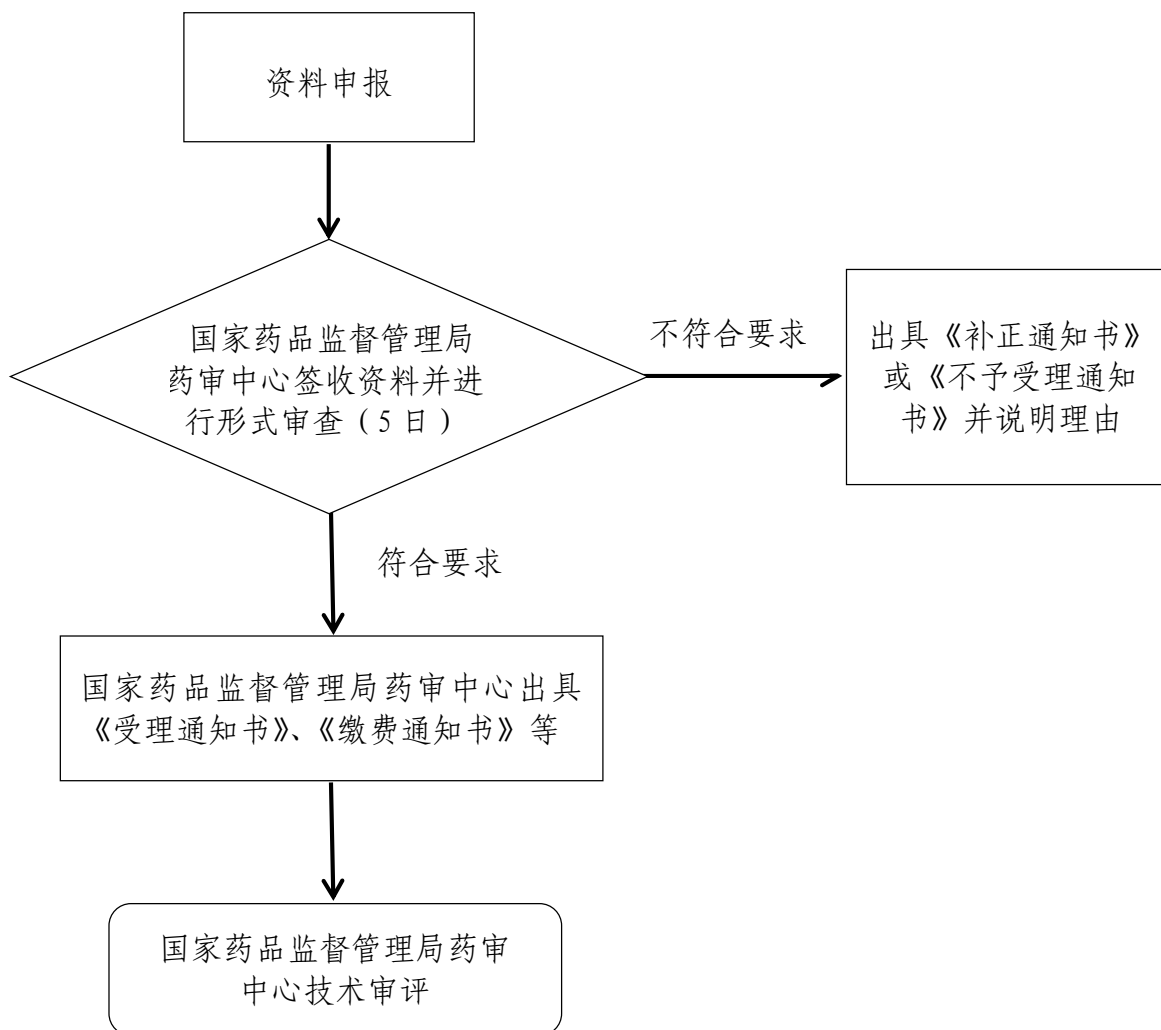 资料申报
国家药品监督管理局
药审中心签收资料并进
行形式审查（5日）
不符合要求
出具《补正通知书》
或《不予受理通知
书》并说明理由
符合要求
国家药品监督管理局药审中心出具
《受理通知书》、《缴费通知书》等
国家药品监督管理局药审
中心技术审评